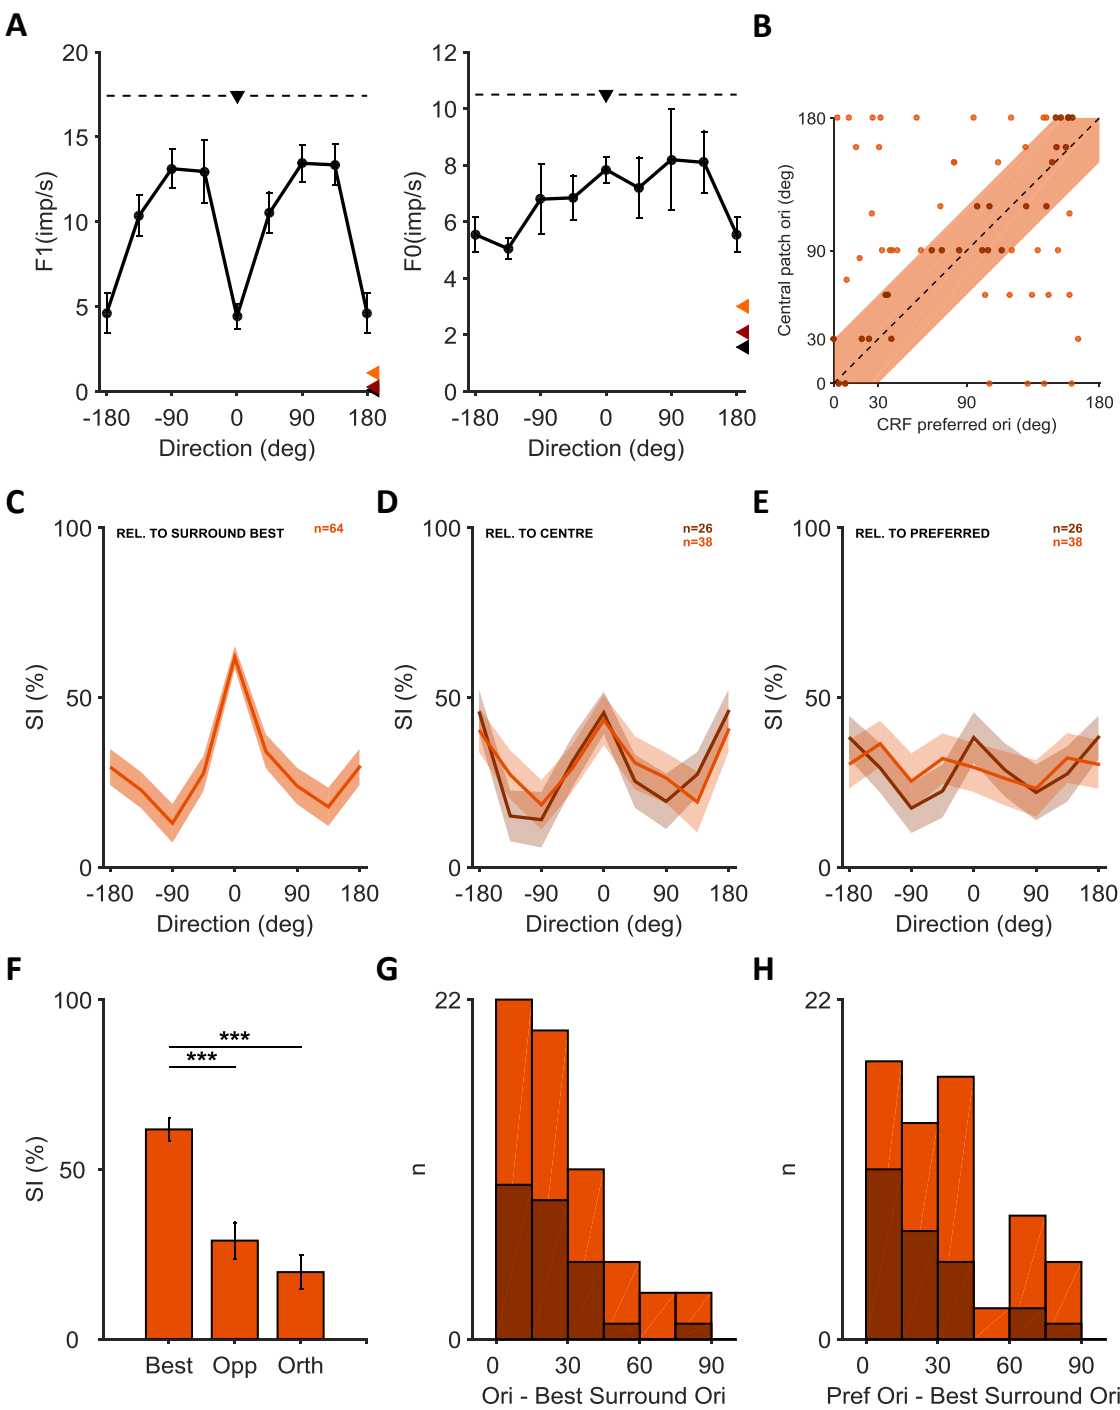 A
20
15
10
5
0
F1(imp/s)
-180 -90 0 90 180
Direction (deg)
12
10
8
6
4
2
0
F0(imp/s)
-180 -90 0 90 180
Direction (deg)
B
180
90
30
0
Central patch ori (deg)
0 30 90 180
CRF preferred ori (deg)
C
100
50
0
SI (%)
REL. TO SURROUND BEST
n=64
-180 -90 0 90 180
Direction (deg)
D
100
50
0
SI (%)
REL. TO CENTRE
n=26
n=38
-180 -90 0 90 180
Direction (deg)
E
100
50
0
SI (%)
REL. TO PREFERRED
n=26
n=38
-180 -90 0 90 180
Direction (deg)
F
100
50
0
SI (%)
***
***
Best Opp Orth
G
22
0
n
0 30 60 90
Ori - Best Surround Ori
H
22
0
n
0 30 60 90
Pref Ori - Best Surround Ori